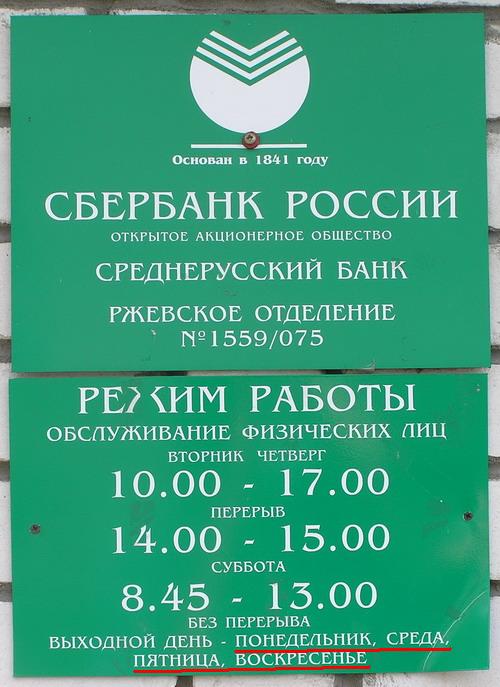 Основан в 1841 году
СБЕРБАНК РОССИИ
ОТКРЫТОЕ АКЦИОНЕРНОЕ ОБЩЕСТВО
СРЕДНЕРУССКИЙ БАНК
РЖЕВСКОЕ ОТДЕЛЕНИЕ
№1559/075
РЕЖИМ РАБОТЫ
ОБСЛУЖИВАНИЕ ФИЗИЧЕСКИХ ЛИЦ
ВТОРНИК ЧЕТВЕРГ
10.00 - 17.00
ПЕРЕРЫВ
14.00 - 15.00
СУББОТА
8.45 - 13.00
БЕЗ ПЕРЕРЫВА
ВЫХОДНОЙ ДЕНЬ - ПОНЕДЕЛЬНИК, СРЕДА,
ПЯТНИЦА, ВОСКРЕСЕНЬЕ